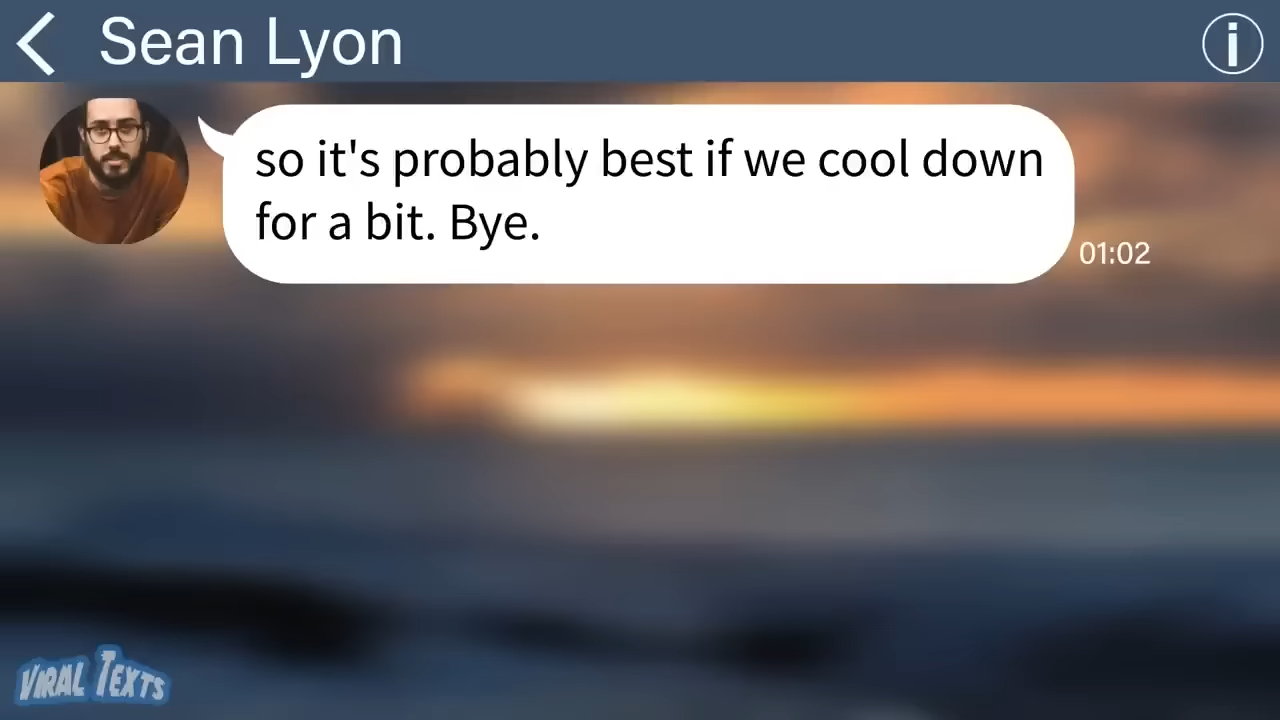 Sean Lyon
i
so it's probably best if we cool down
for a bit. Bye.
01:02
VIRAL TEXTS